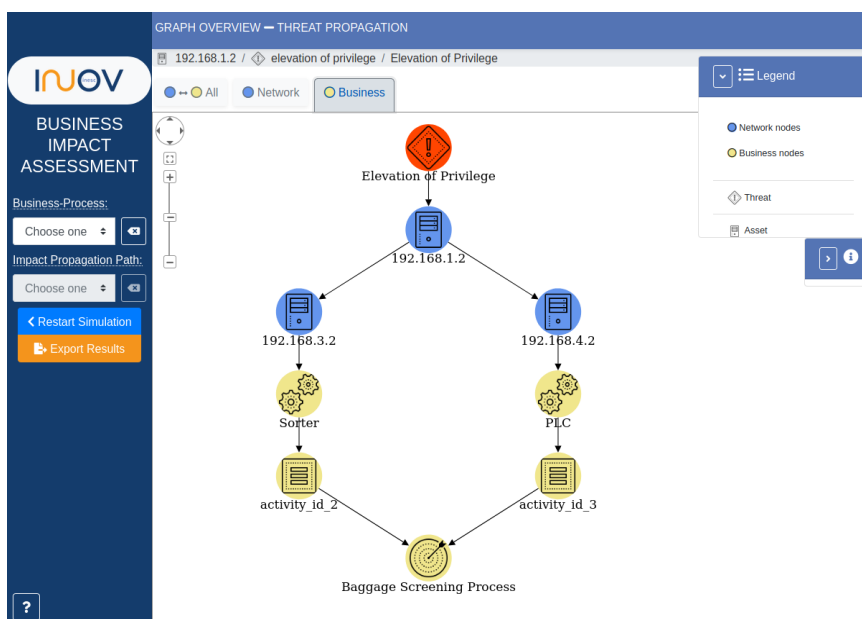 GRAPH OVERVIEW — THREAT PROPAGATION
192.168.1.2 / elevation of privilege / Elevation of Privilege
INOV
All
Network
Business
Legend
Network nodes
Business nodes
Threat
Asset
BUSINESS
IMPACT
ASSESSMENT
Business-Process:
Choose one
Impact Propagation Path:
Choose one
Restart Simulation
Export Results
?
Elevation of Privilege
192.168.1.2
192.168.3.2
192.168.4.2
Sorter
PLC
activity_id_2
activity_id_3
Baggage Screening Process